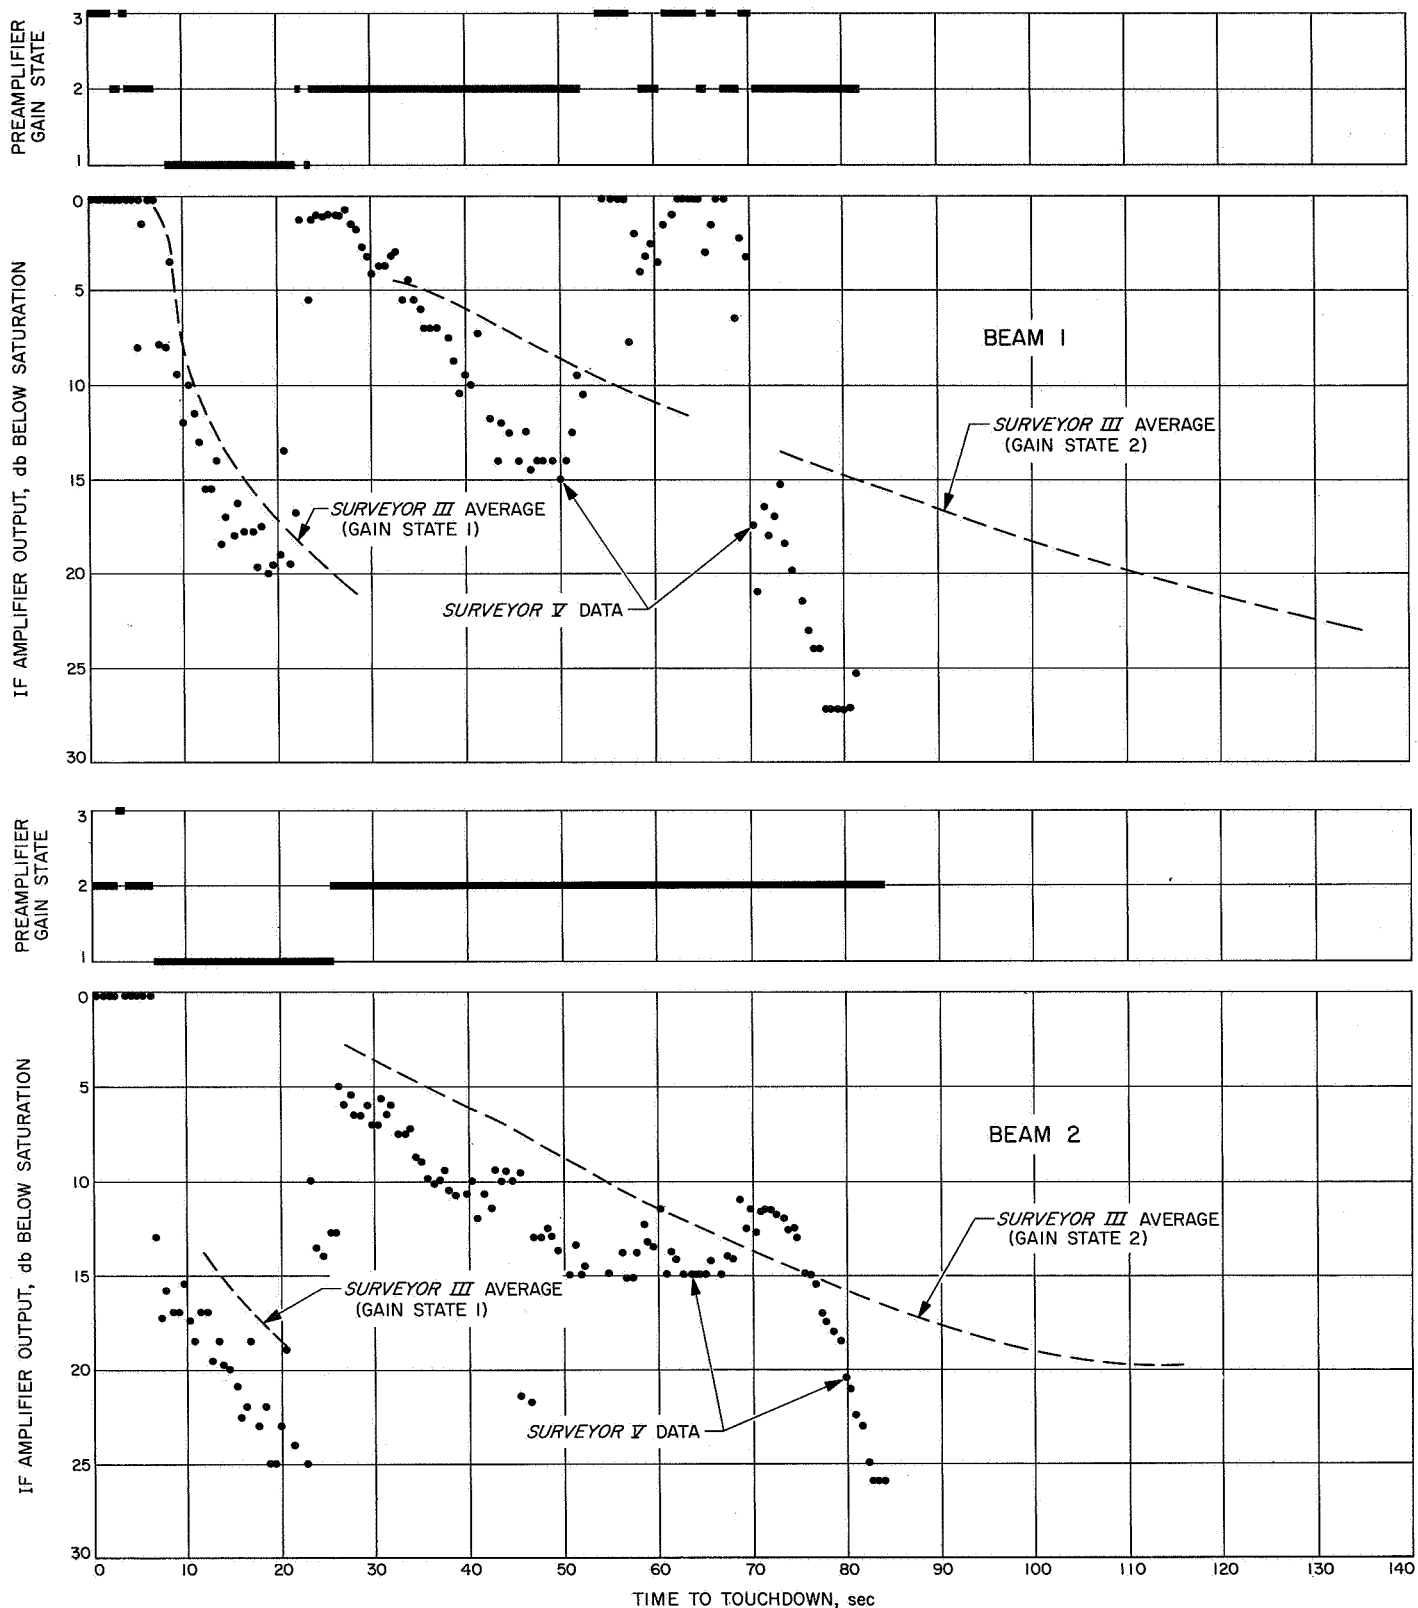 PREAMPLIFIER
GAIN STATE
3
2
1
IF AMPLIFIER OUTPUT, db BELOW SATURATION
0
5
10
15
20
25
30
BEAM 1
SURVEYOR III AVERAGE
(GAIN STATE 2)
SURVEYOR III AVERAGE
(GAIN STATE 1)
SURVEYOR V DATA
PREAMPLIFIER
GAIN STATE
3
2
1
IF AMPLIFIER OUTPUT, db BELOW SATURATION
0
5
10
15
20
25
30
BEAM 2
SURVEYOR III AVERAGE
(GAIN STATE 2)
SURVEYOR III AVERAGE
(GAIN STATE 1)
SURVEYOR V DATA
0 10 20 30 40 50 60 70 80 90 100 110 120 130 140
TIME TO TOUCHDOWN, sec